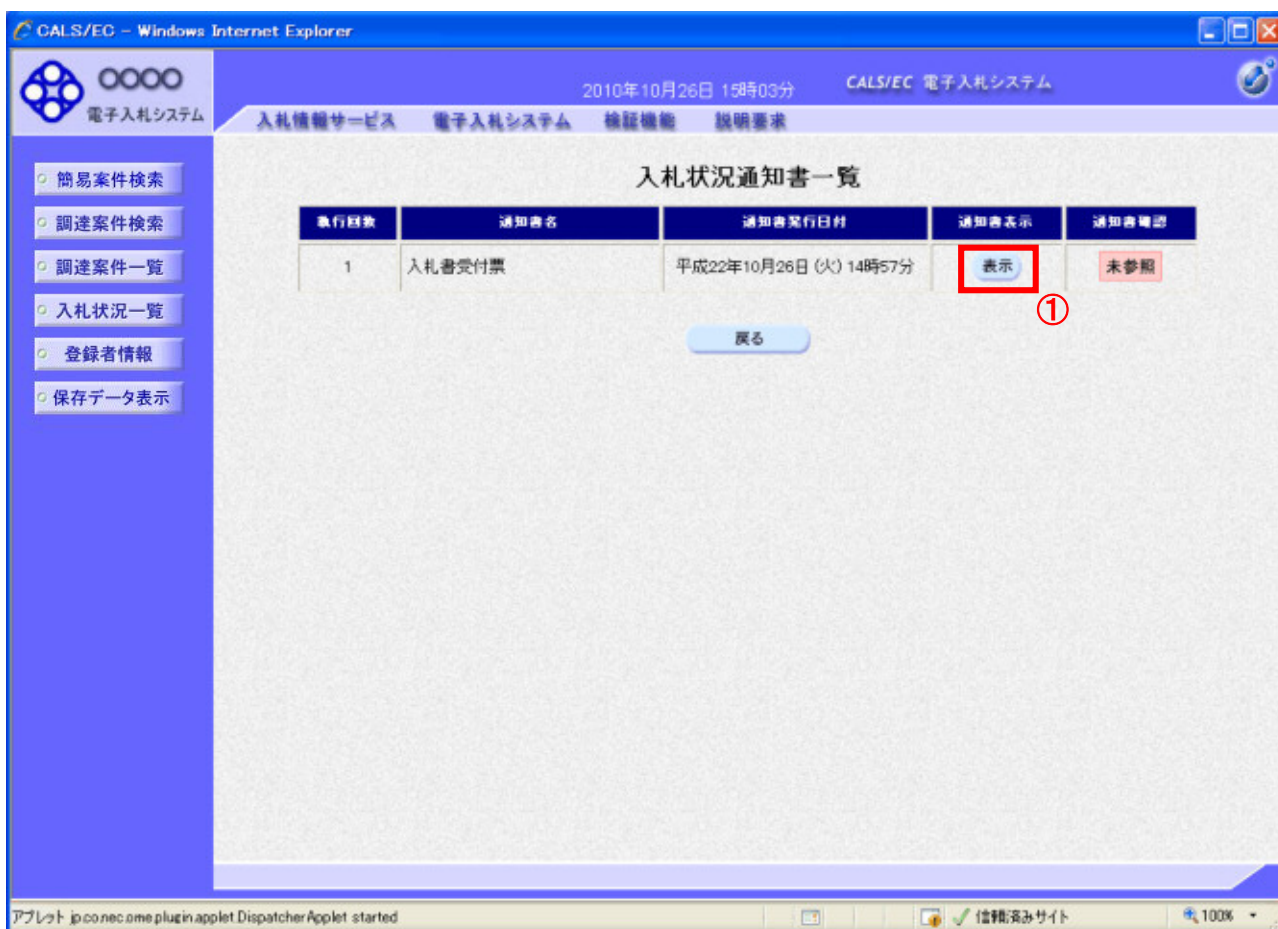 CALS/EC - Windows Internet Explorer
OOOO
電子入札システム
2010年10月26日 15時03分
CALS/EC 電子入札システム
入札情報サービス 電子入札システム 検証機能 説明要求
簡易案件検索
調達案件検索
調達案件一覧
入札状況一覧
登録者情報
保存データ表示
入札状況通知書一覧
執行回数 通知書名 通知書発行日付 通知書表示 通知書確認
1 入札書受付票 平成22年10月26日 (火) 14時57分 表示 未参照
①
戻る
アプレット jp.co.nec.ome.plugin.applet.DispatcherApplet started
信頼済みサイト
100%